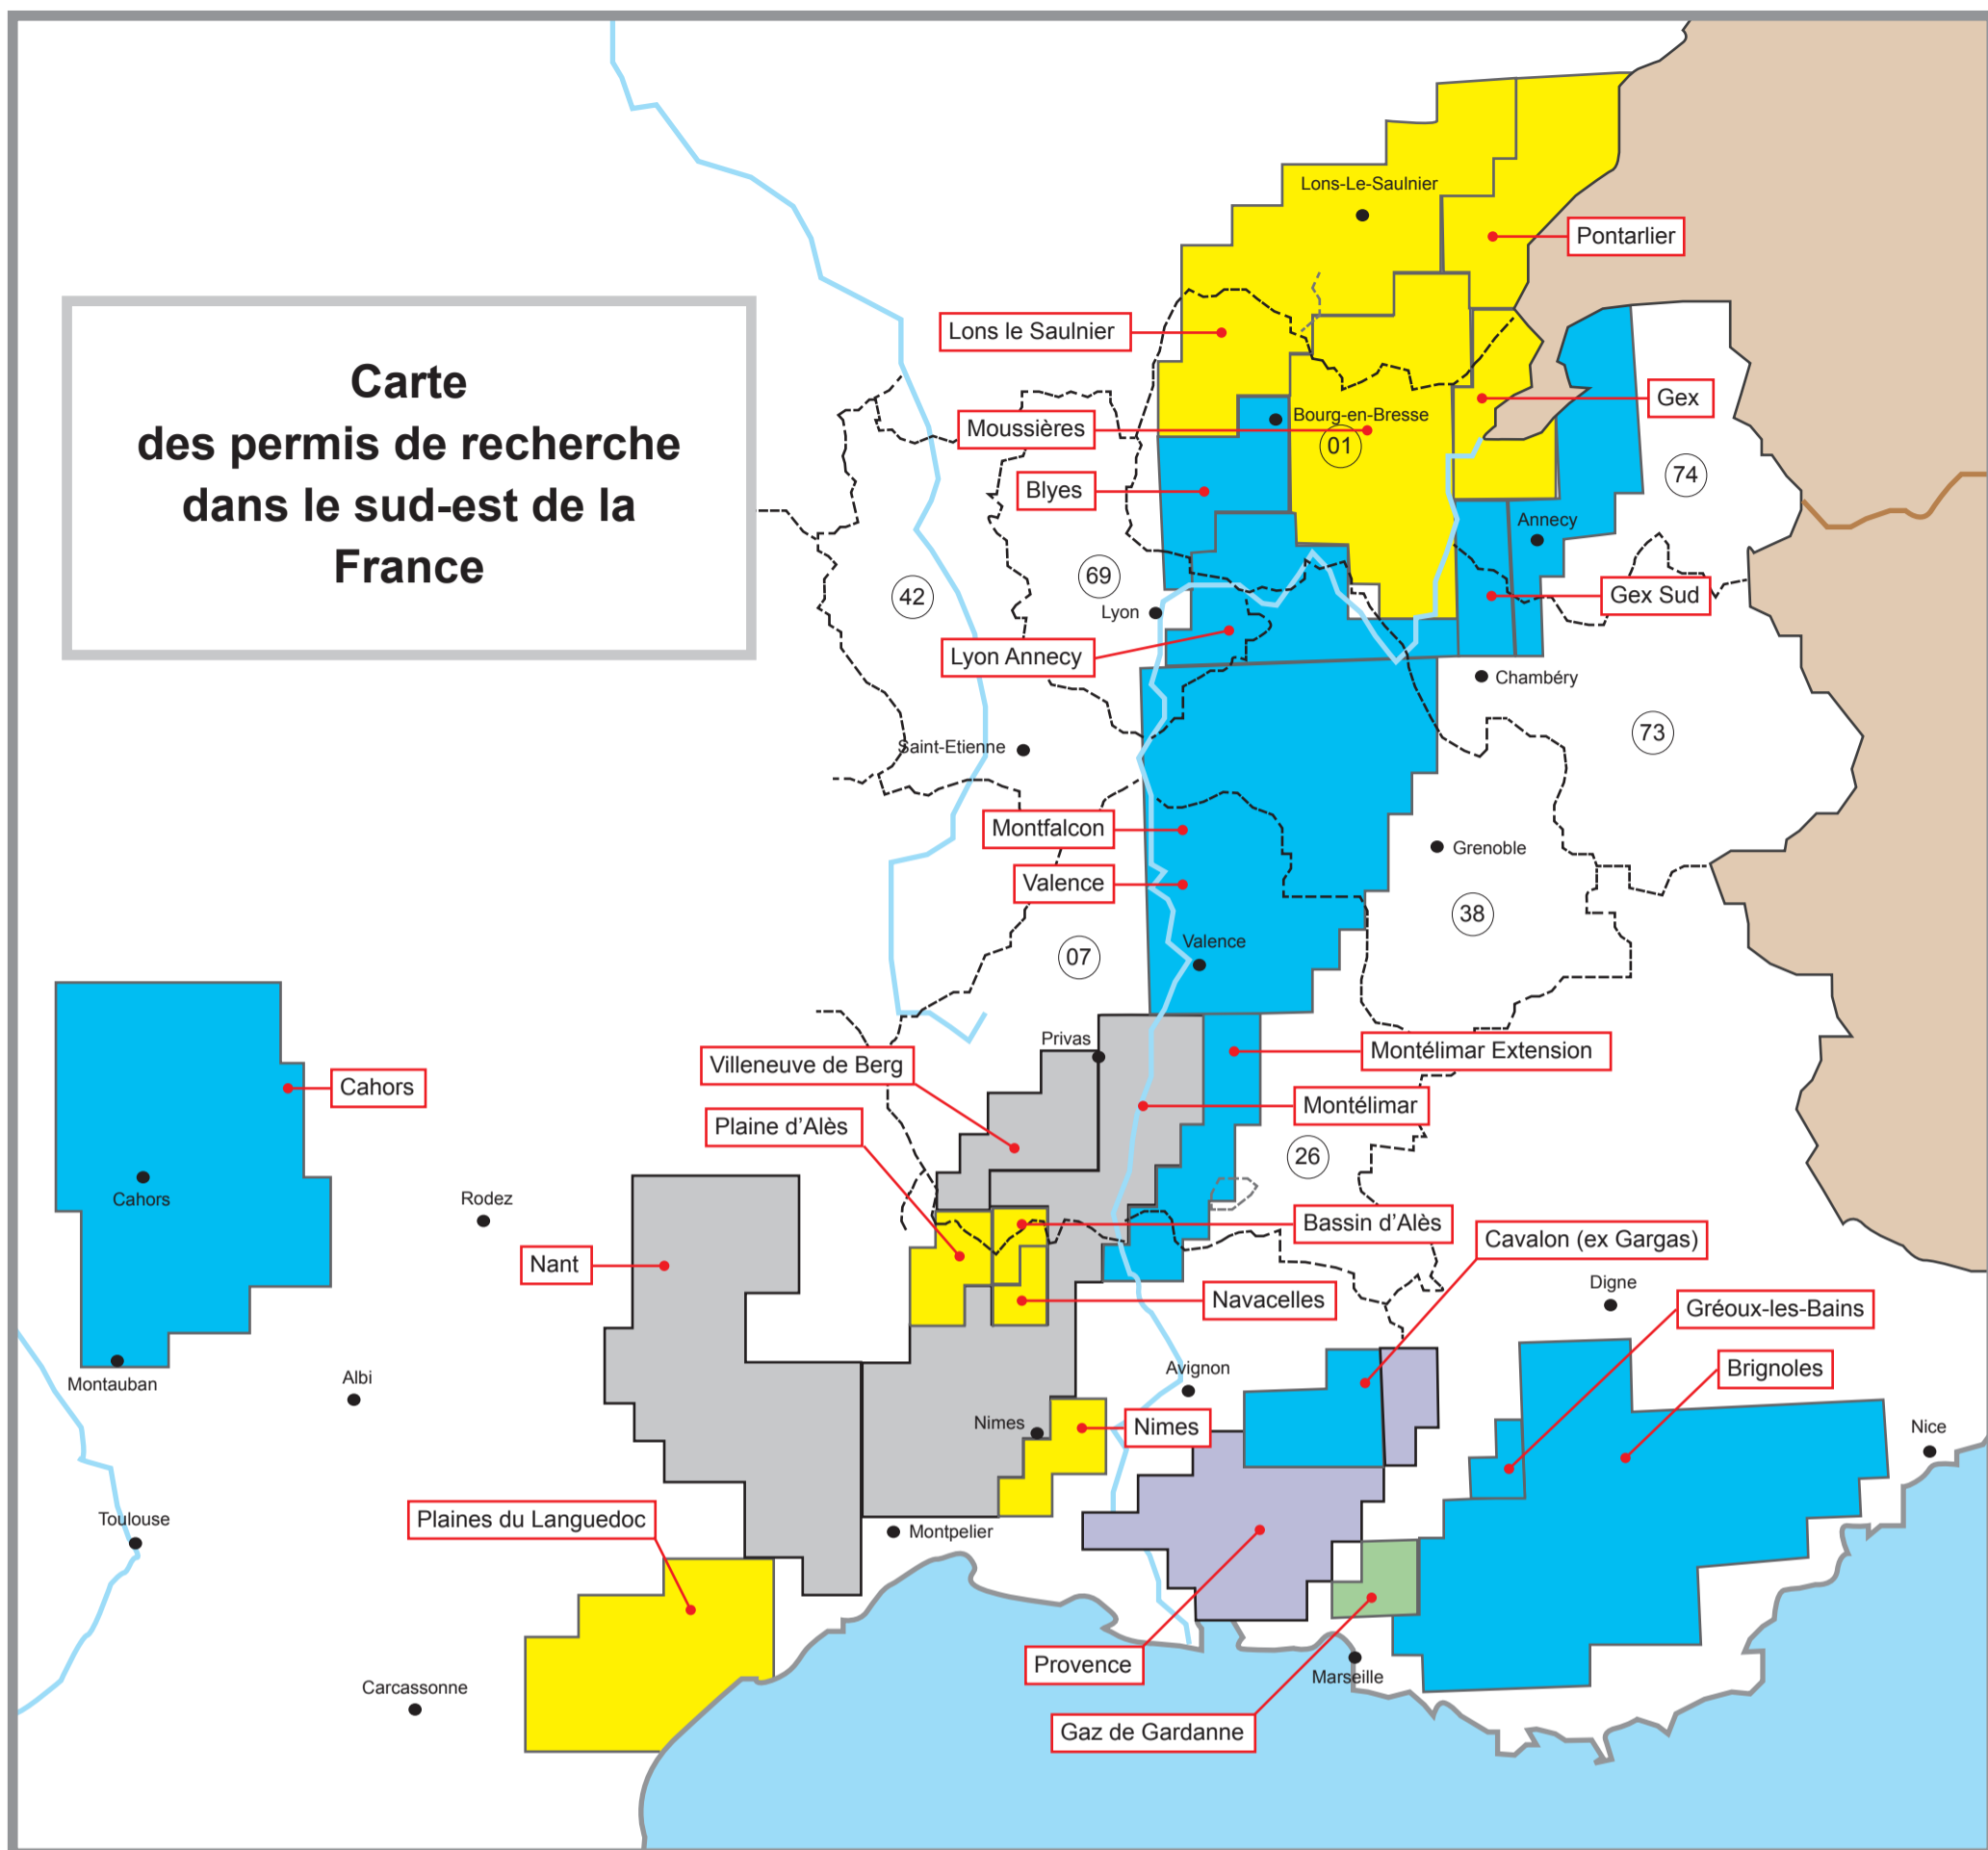 Carte
des permis de recherche
dans le sud-est de la
France
Lons-Le-Saulnier
Pontarlier
Lons le Saulnier
Gex
Bourg-en-Bresse
Moussières
01
74
Blyes
Annecy
69
42
Gex Sud
Lyon
Lyon Annecy
Chambéry
73
Saint-Etienne
Montfalcon
Grenoble
Valence
38
Valence
07
Privas
Montélimar Extension
Villeneuve de Berg
Cahors
Montélimar
Plaine d’Alès
26
Cahors
Rodez
Bassin d’Alès
Cavalon (ex Gargas)
Nant
Digne
Navacelles
Gréoux-les-Bains
Avignon
Brignoles
Montauban
Albi
Nimes
Nimes
Nice
Plaines du Languedoc
Toulouse
Montpelier
Provence
Marseille
Carcassonne
Gaz de Gardanne